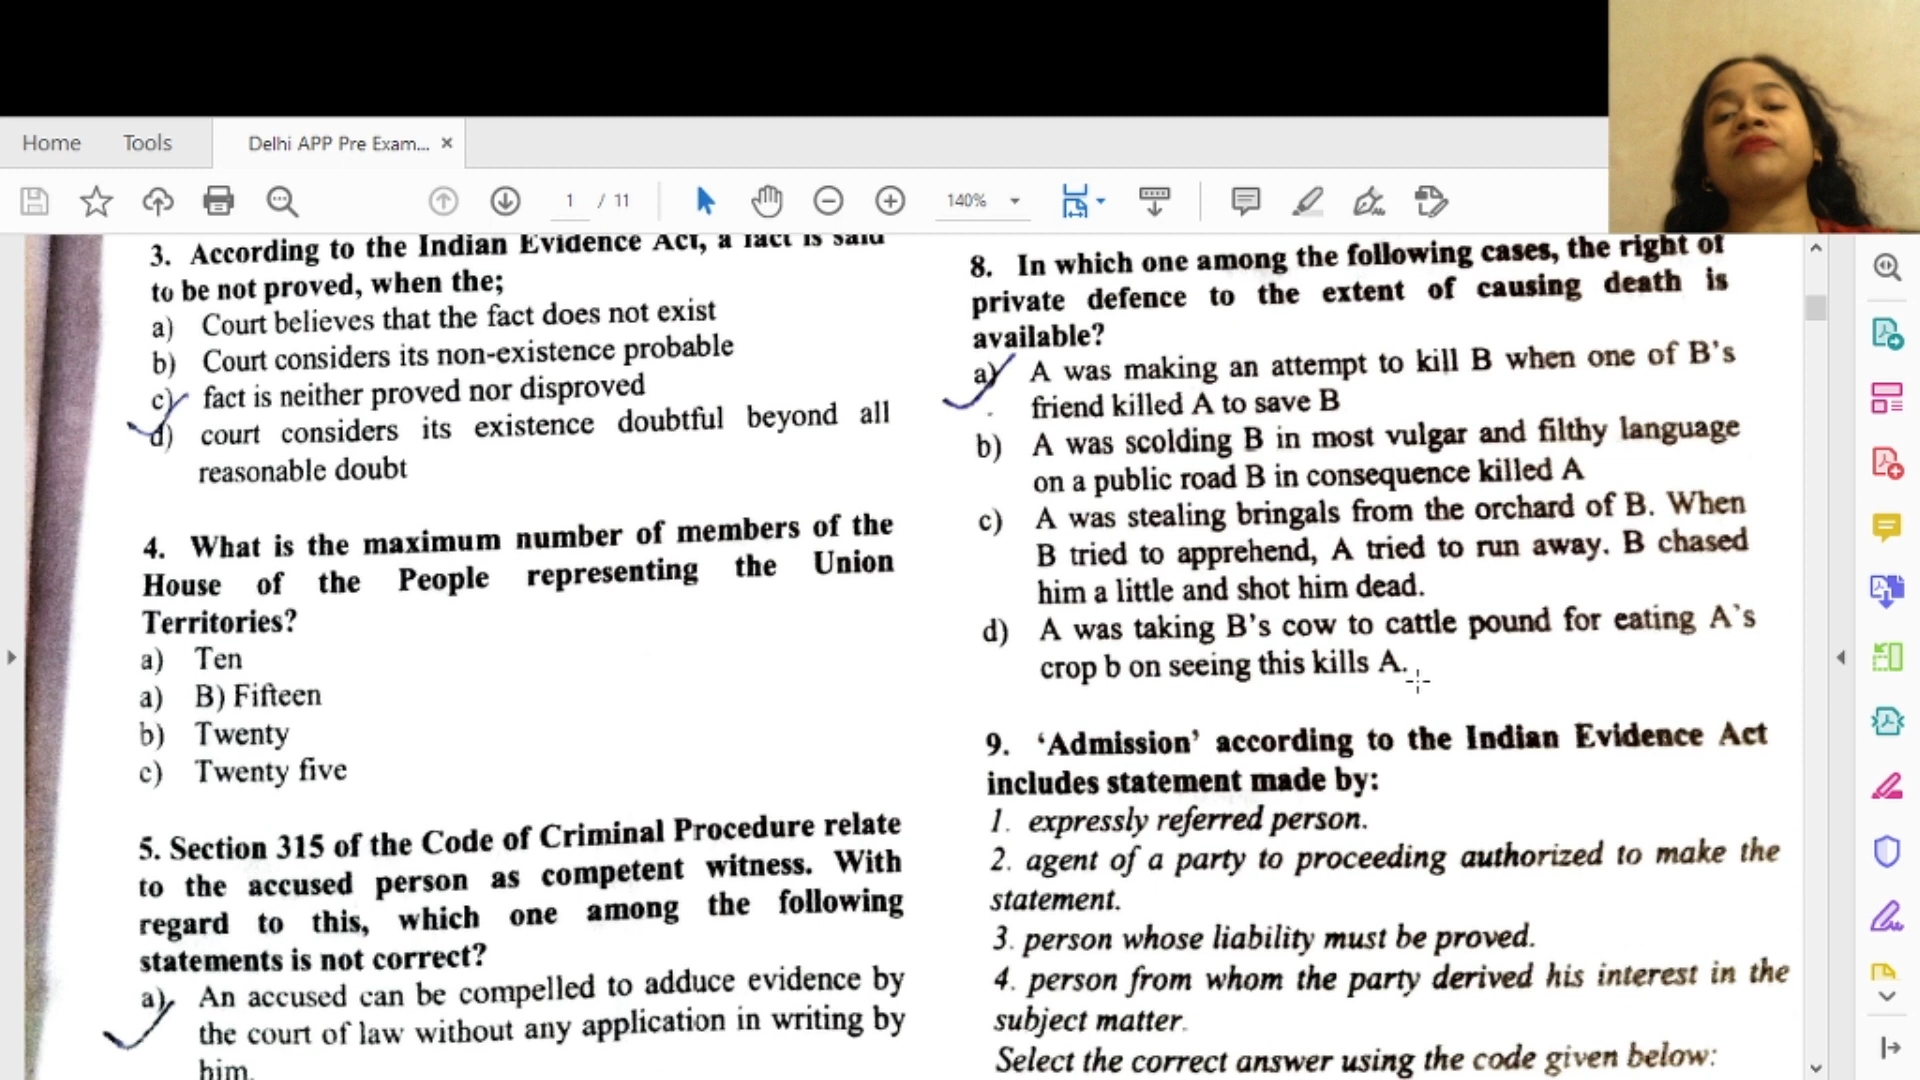 Home
Tools
Delhi APP Pre Exam...
1 / 11
140%
3. According to the Indian Evidence Act, a fact is said
to be not proved, when the;
a) Court believes that the fact does not exist
b) Court considers its non-existence probable
c) fact is neither proved nor disproved
d) court considers its existence doubtful beyond all
reasonable doubt
4. What is the maximum number of members of the
House of the People representing the Union
Territories?
a) Ten
a) B) Fifteen
b) Twenty
c) Twenty five
5. Section 315 of the Code of Criminal Procedure relate
to the accused person as competent witness. With
regard to this, which one among the following
statements is not correct?
a) An accused can be compelled to adduce evidence by
the court of law without any application in writing by
him.
8. In which one among the following cases, the right of
private defence to the extent of causing death is
available?
a) A was making an attempt to kill B when one of B's
friend killed A to save B
b) A was scolding B in most vulgar and filthy language
on a public road B in consequence killed A
c) A was stealing bringals from the orchard of B. When
B tried to apprehend, A tried to run away. B chased
him a little and shot him dead.
d) A was taking B's cow to cattle pound for eating A's
crop b on seeing this kills A.
9. 'Admission' according to the Indian Evidence Act
includes statement made by:
1. expressly referred person.
2. agent of a party to proceeding authorized to make the
statement.
3. person whose liability must be proved.
4. person from whom the party derived his interest in the
subject matter.
Select the correct answer using the code given below: